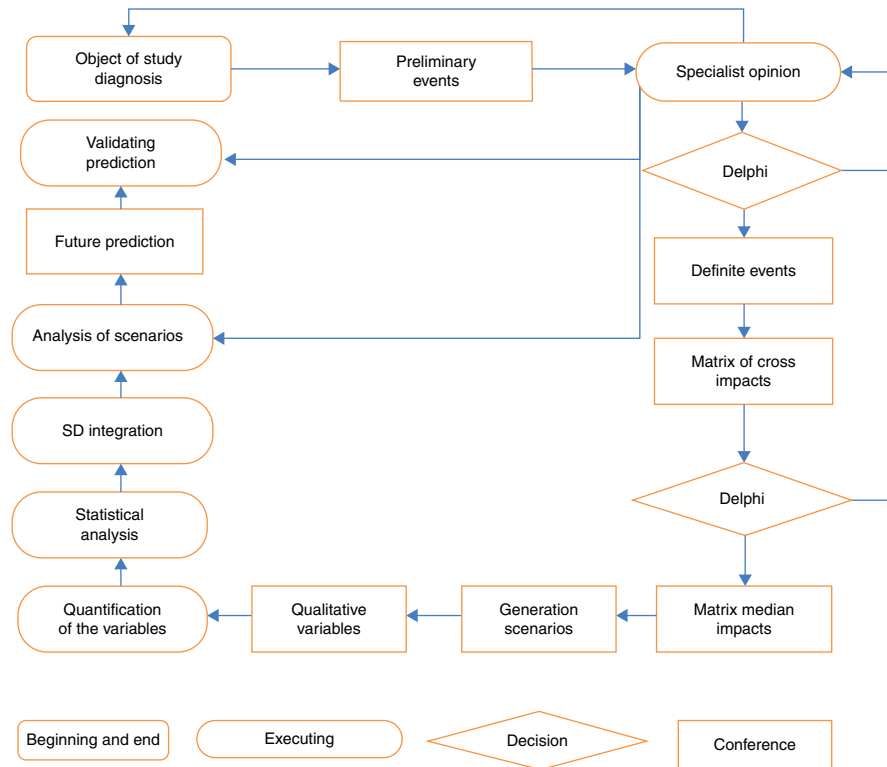 Object of study
diagnosis
Preliminary
events
Specialist opinion
Validating
prediction
Delphi
Future prediction
Definite events
Analysis of scenarios
Matrix of cross
impacts
SD integration
Delphi
Statistical
analysis
Quantification
of the variables
Qualitative
variables
Generation
scenarios
Matrix median
impacts
Beginning and end
Executing
Decision
Conference